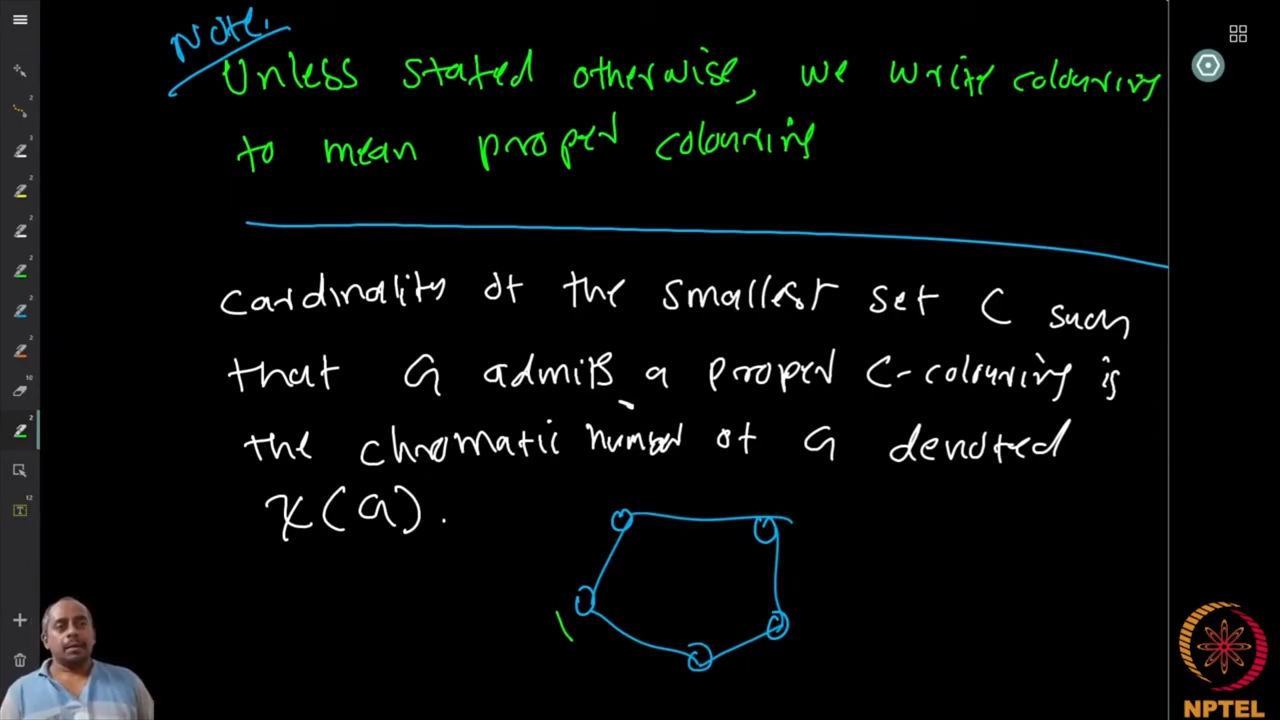 Note.
Unless stated otherwise, we write colouring
to mean proper colouring
Cardinality of the smallest set C such
that G admits a proper C-colouring is
the chromatic number of G denoted
χ(G).
NPTEL